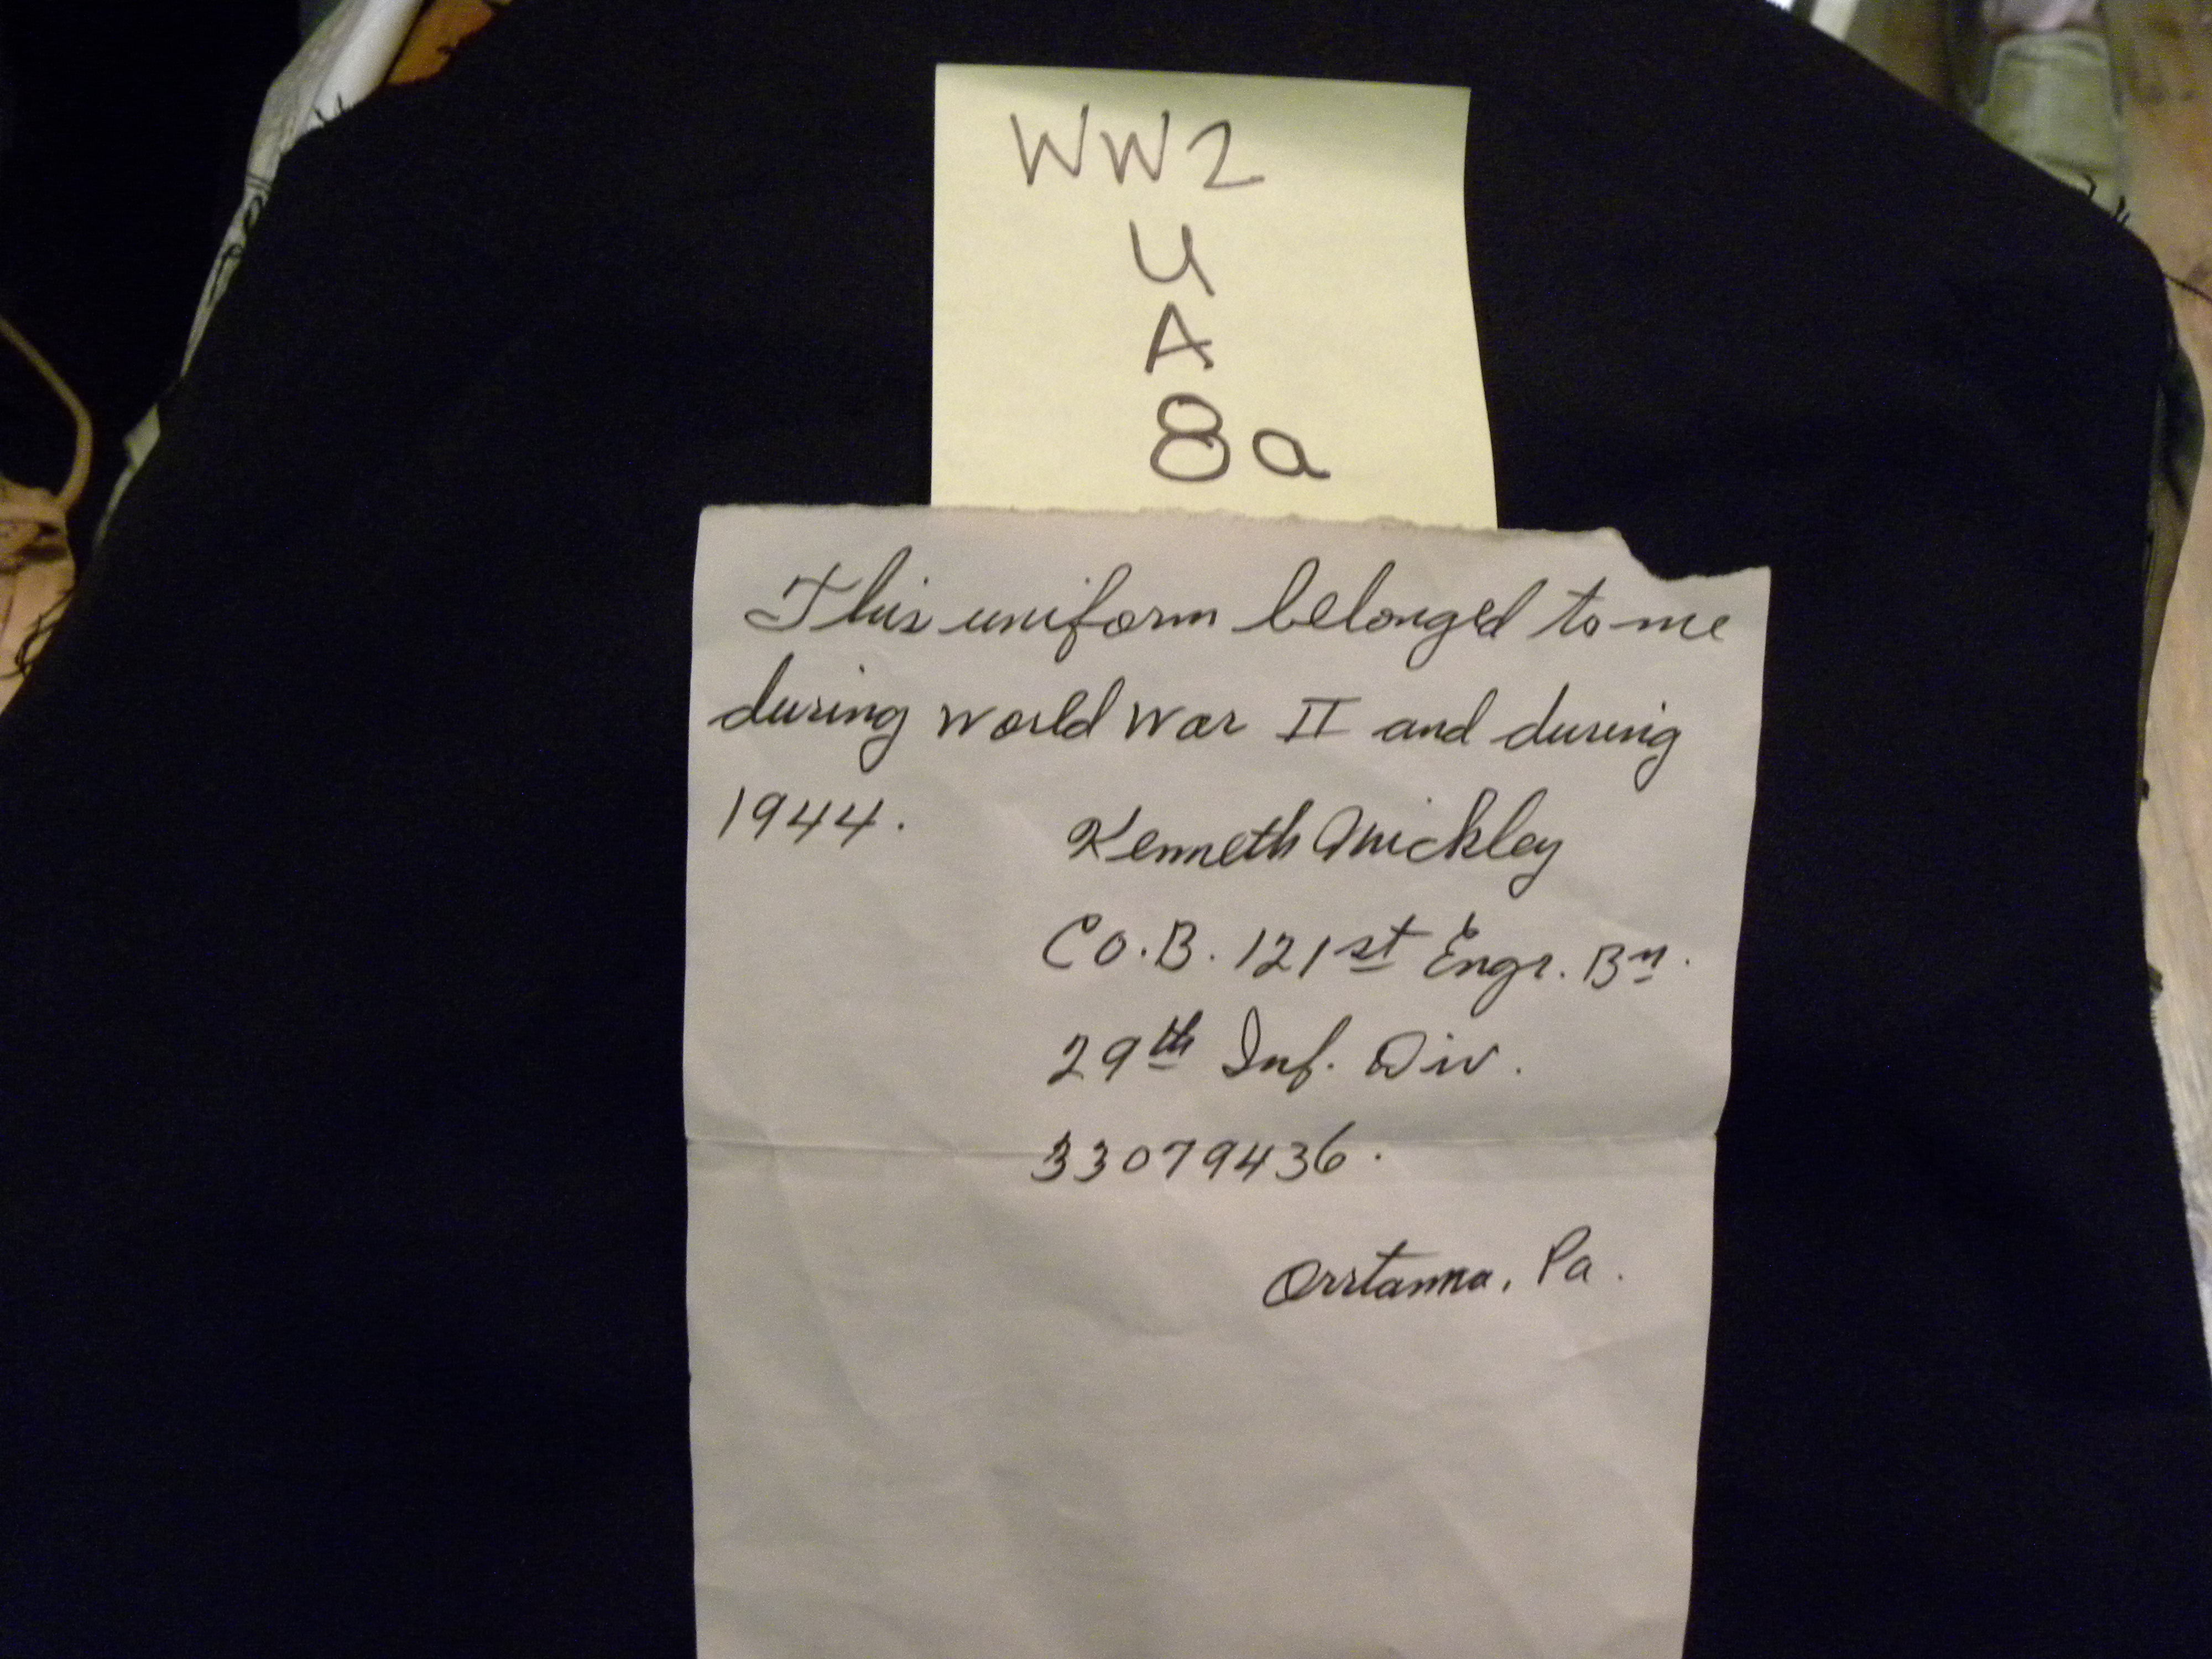 WW2
U
A
8a
This uniform belonged to me
during World War II and during
1944.
Kenneth Mickley
Co. B. 121st Engr. Bn.
29th Inf. Div.
33079436.
Orrtanna, Pa.